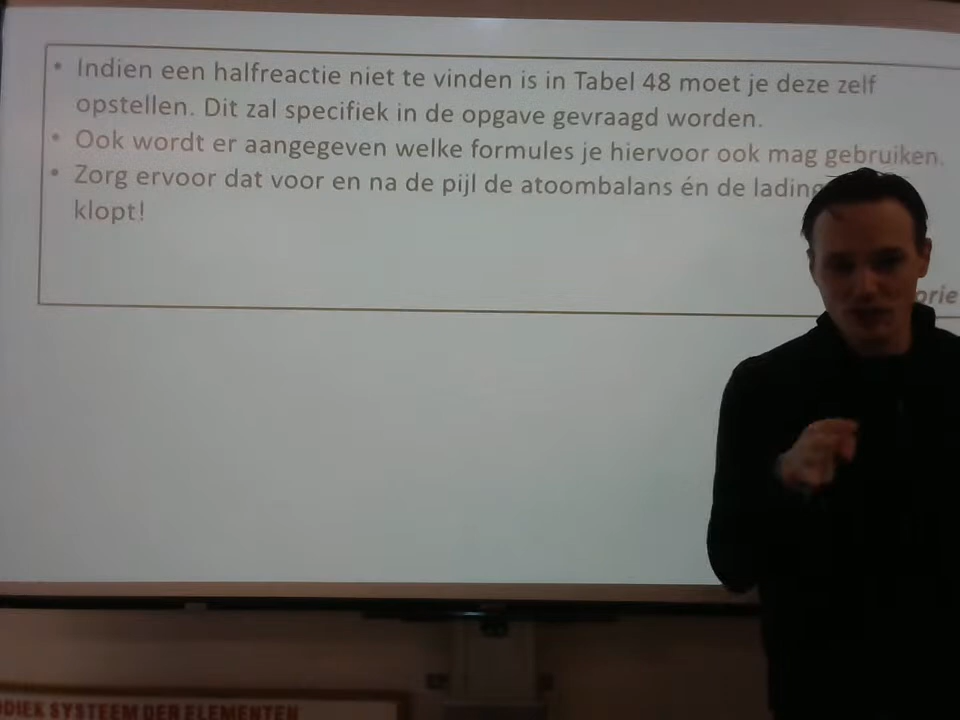 • Indien een halfreactie niet te vinden is in Tabel 48 moet je deze zelf
opstellen. Dit zal specifiek in de opgave gevraagd worden.
• Ook wordt er aangegeven welke formules je hiervoor ook mag gebruiken.
• Zorg ervoor dat voor en na de pijl de atoombalans én de lading
klopt!
orie
DIEK SYSTEEM DER ELEMENTEN